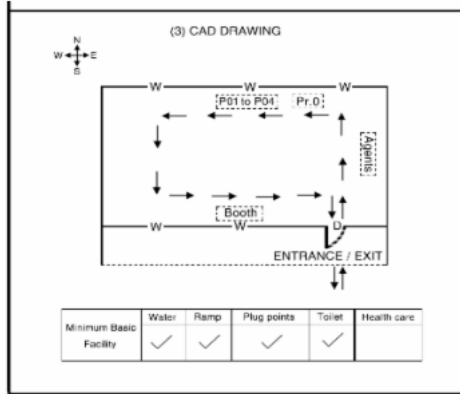 (3) CAD DRAWING
N
W E
S
W W W
P01 to P04 Pr.0
Agents
Booth
W W D
ENTRANCE / EXIT
Minimum Basic Facility Water Ramp Plug points Toilet Health care